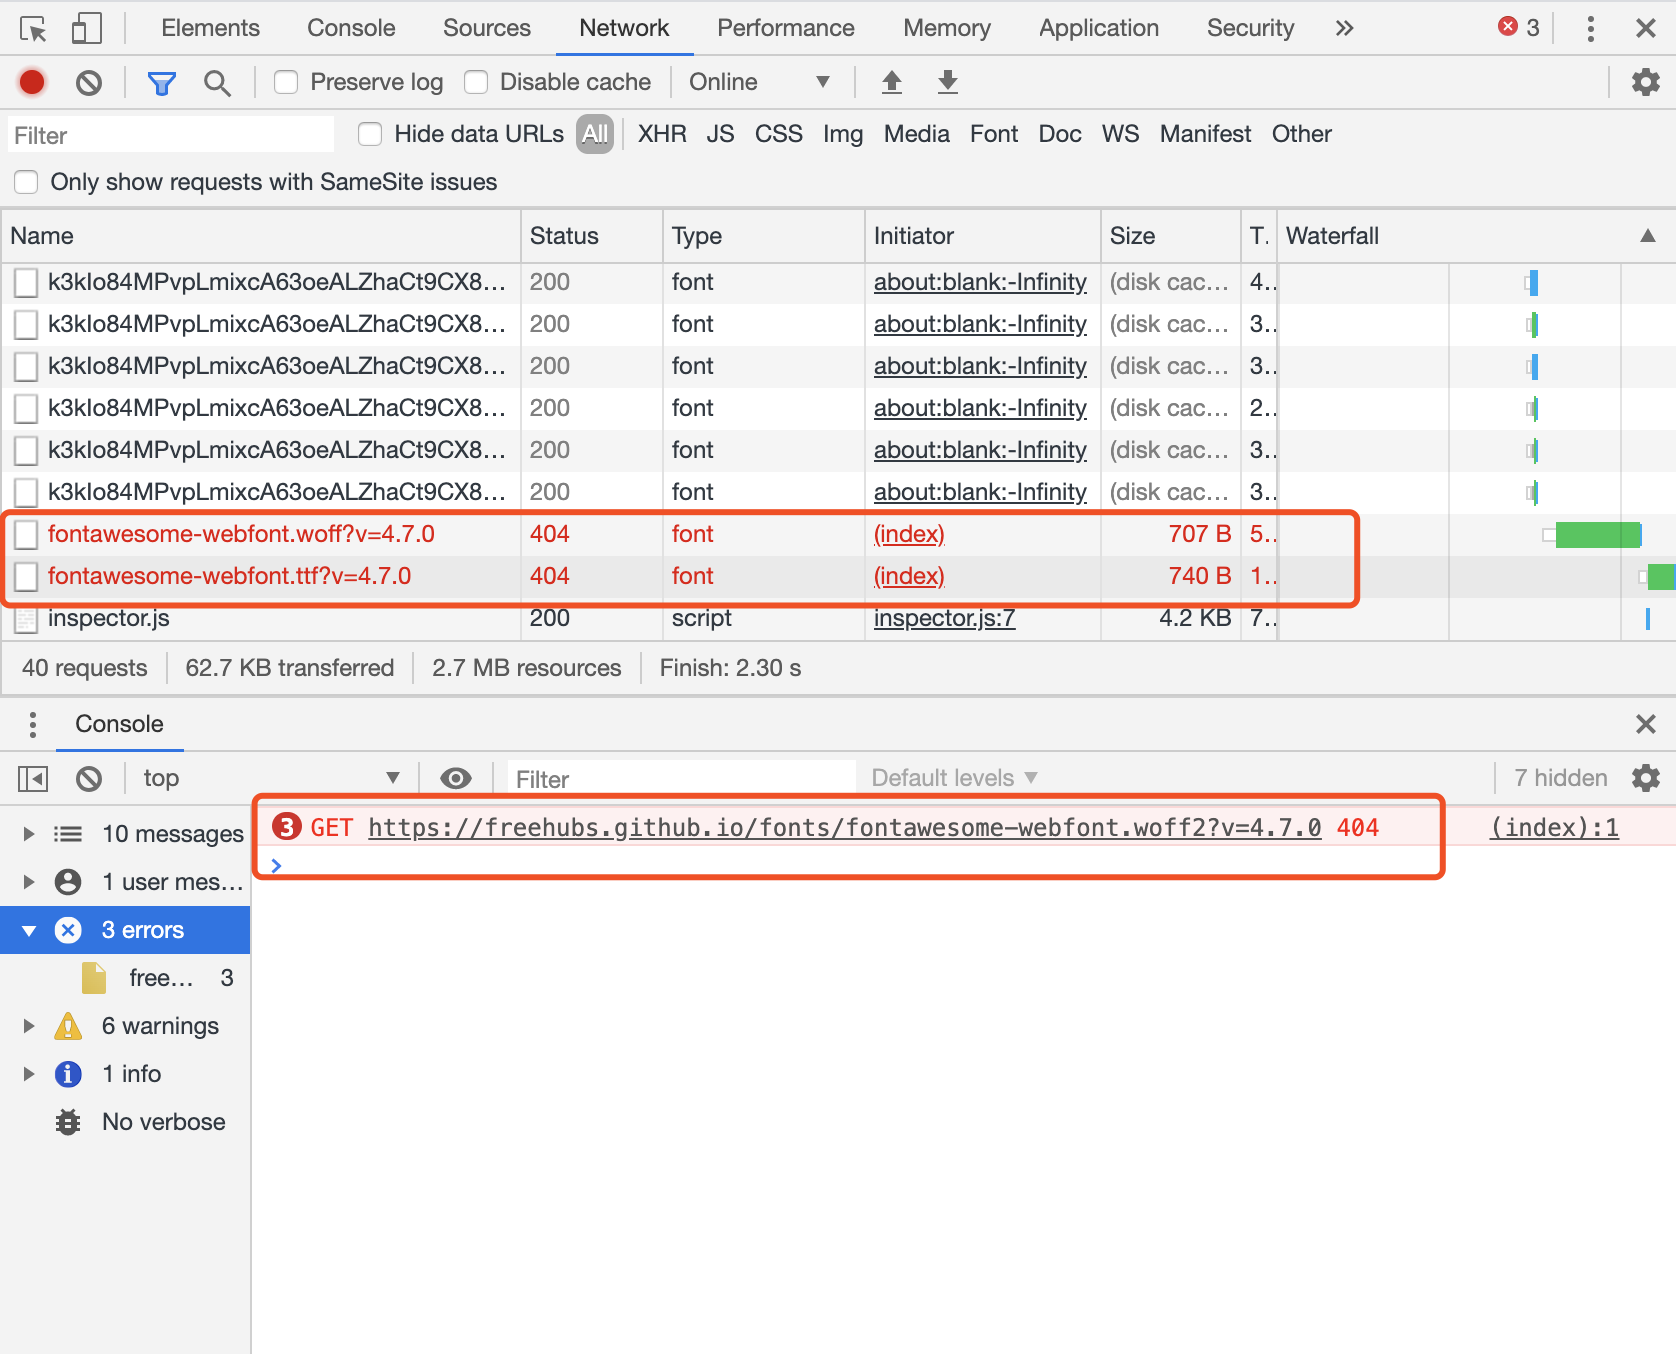 Elements Console Sources Network Performance Memory Application Security 3
Preserve log Disable cache Online
Filter Hide data URLs All XHR JS CSS Img Media Font Doc WS Manifest Other
Only show requests with SameSite issues
Name Status Type Initiator Size T. Waterfall
k3kIo84MPvpLmixcA63oeALZhaCt9CX8... 200 font about:blank:-Infinity (disk cac... 4..
k3kIo84MPvpLmixcA63oeALZhaCt9CX8... 200 font about:blank:-Infinity (disk cac... 3..
k3kIo84MPvpLmixcA63oeALZhaCt9CX8... 200 font about:blank:-Infinity (disk cac... 3..
k3kIo84MPvpLmixcA63oeALZhaCt9CX8... 200 font about:blank:-Infinity (disk cac... 2..
k3kIo84MPvpLmixcA63oeALZhaCt9CX8... 200 font about:blank:-Infinity (disk cac... 3..
k3kIo84MPvpLmixcA63oeALZhaCt9CX8... 200 font about:blank:-Infinity (disk cac... 3..
fontawesome-webfont.woff?v=4.7.0 404 font (index) 707 B 5..
fontawesome-webfont.ttf?v=4.7.0 404 font (index) 740 B 1..
inspector.js 200 script inspector.js:7 4.2 KB 7..
40 requests 62.7 KB transferred 2.7 MB resources Finish: 2.30 s
Console
top Filter Default levels 7 hidden
3 GET https://freehubs.github.io/fonts/fontawesome-webfont.woff2?v=4.7.0 404 (index):1
10 messages
1 user mes...
3 errors
free... 3
6 warnings
1 info
No verbose